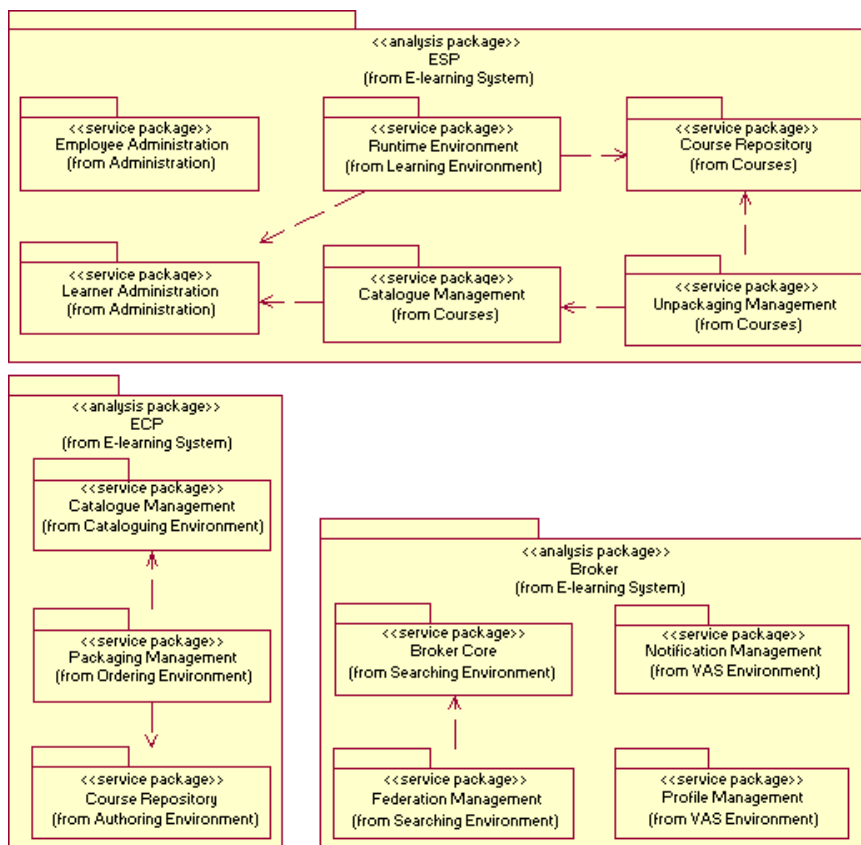 <<analysis package>>
ESP
(from E-learning System)
<<service package>>
Employee Administration
(from Administration)
<<service package>>
Runtime Environment
(from Learning Environment)
<<service package>>
Course Repository
(from Courses)
<<service package>>
Learner Administration
(from Administration)
<<service package>>
Catalogue Management
(from Courses)
<<service package>>
Unpackaging Management
(from Courses)
<<analysis package>>
ECP
(from E-learning System)
<<service package>>
Catalogue Management
(from Cataloguing Environment)
<<service package>>
Packaging Management
(from Ordering Environment)
<<service package>>
Course Repository
(from Authoring Environment)
<<analysis package>>
Broker
(from E-learning System)
<<service package>>
Broker Core
(from Searching Environment)
<<service package>>
Notification Management
(from VAS Environment)
<<service package>>
Federation Management
(from Searching Environment)
<<service package>>
Profile Management
(from VAS Environment)